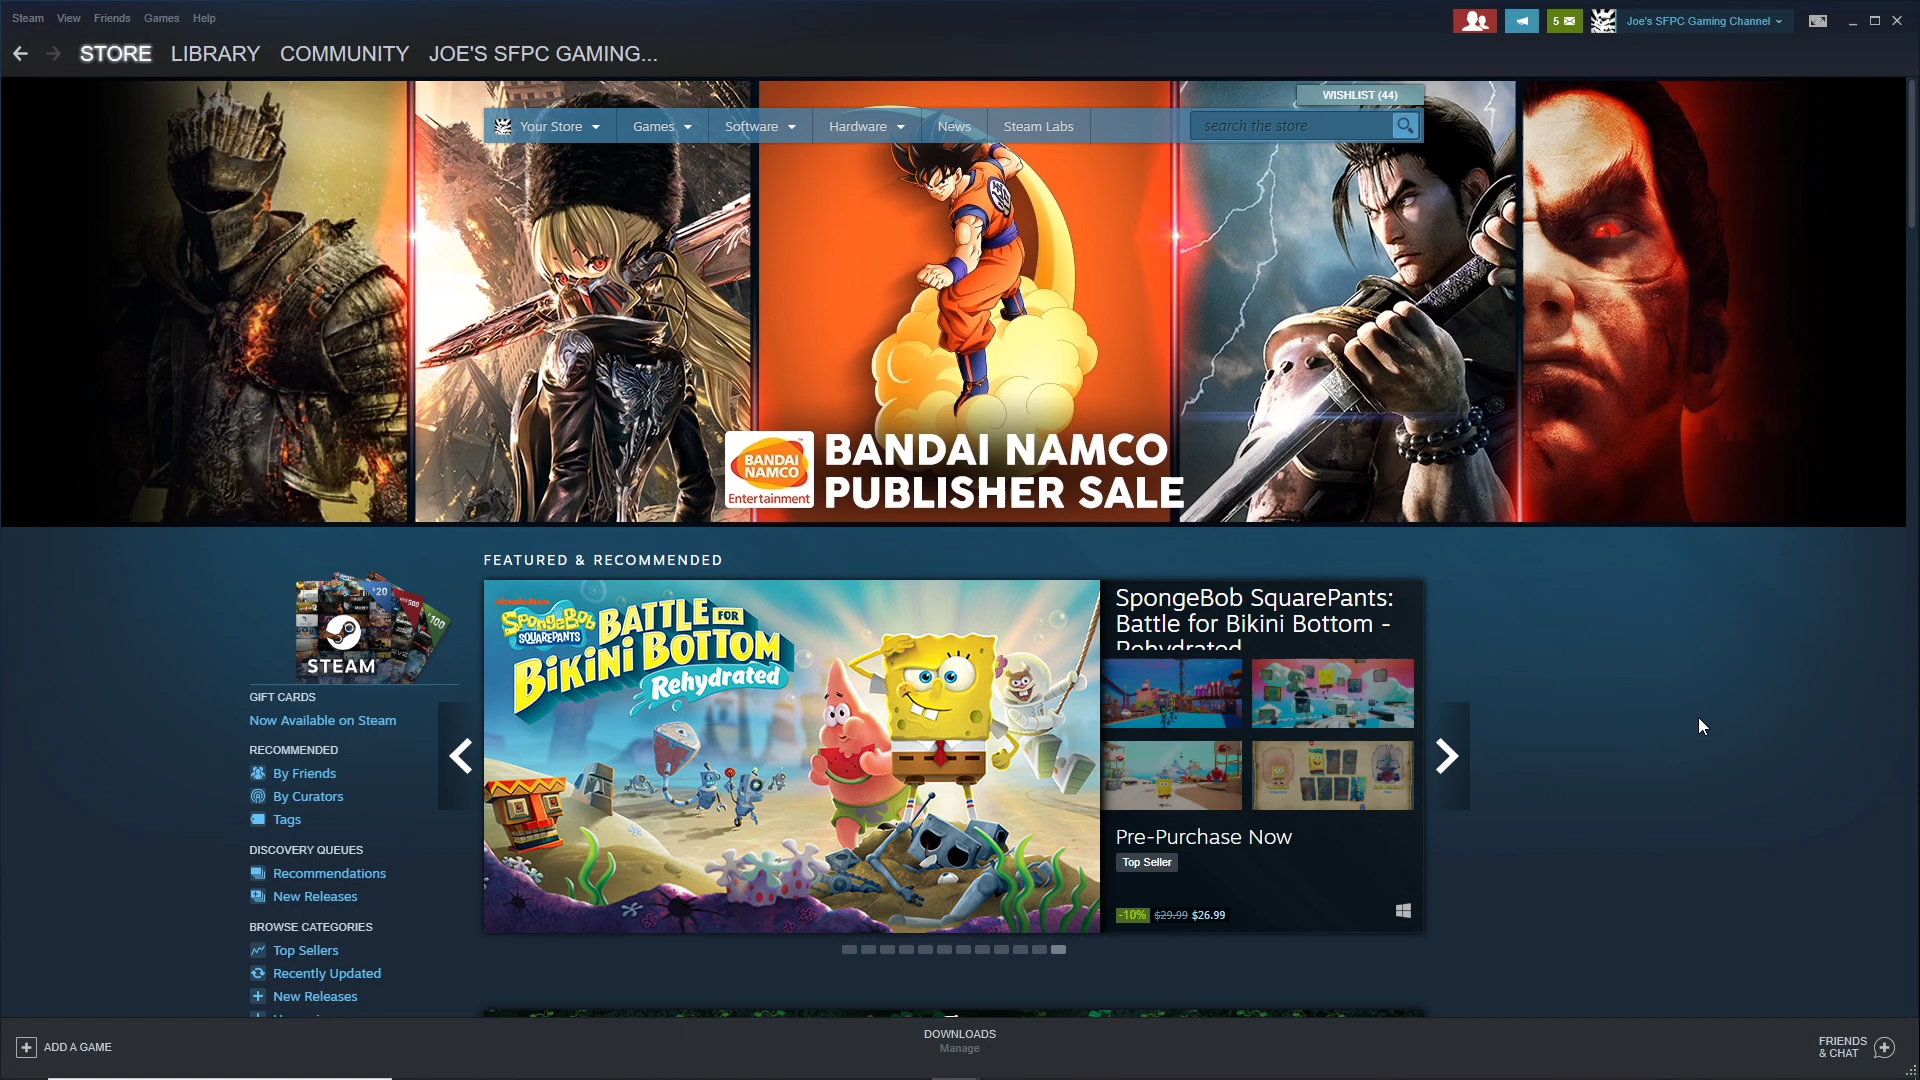 Steam View Friends Games Help
5
Joe's SFPC Gaming Channel
STORE LIBRARY COMMUNITY JOE'S SFPC GAMING...
WISHLIST (44)
Your Store Games Software Hardware News Steam Labs
search the store
BANDAI NAMCO Entertainment
BANDAI NAMCO
PUBLISHER SALE
FEATURED & RECOMMENDED
STEAM
GIFT CARDS
Now Available on Steam
RECOMMENDED
By Friends
By Curators
Tags
DISCOVERY QUEUES
Recommendations
New Releases
BROWSE CATEGORIES
Top Sellers
Recently Updated
New Releases
nickelodeon
SpongeBob
SQUAREPANTS
BATTLE FOR
BIKINI BOTTOM
Rehydrated
SpongeBob SquarePants:
Battle for Bikini Bottom -
Rehydrated
Pre-Purchase Now
Top Seller
-10% $29.99 $26.99
ADD A GAME
DOWNLOADS
Manage
FRIENDS
& CHAT